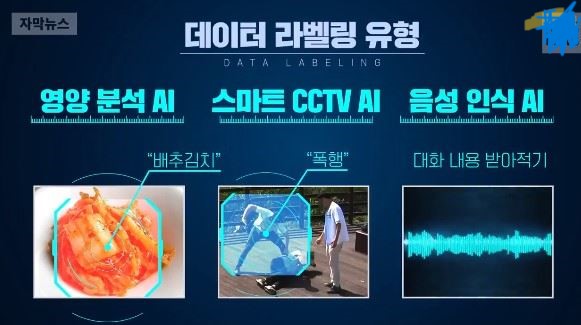 자막뉴스
데이터 라벨링 유형
DATA LABELING
영양 분석 AI
스마트 CCTV AI
음성 인식 AI
“배추김치”
“폭행”
대화 내용 받아적기